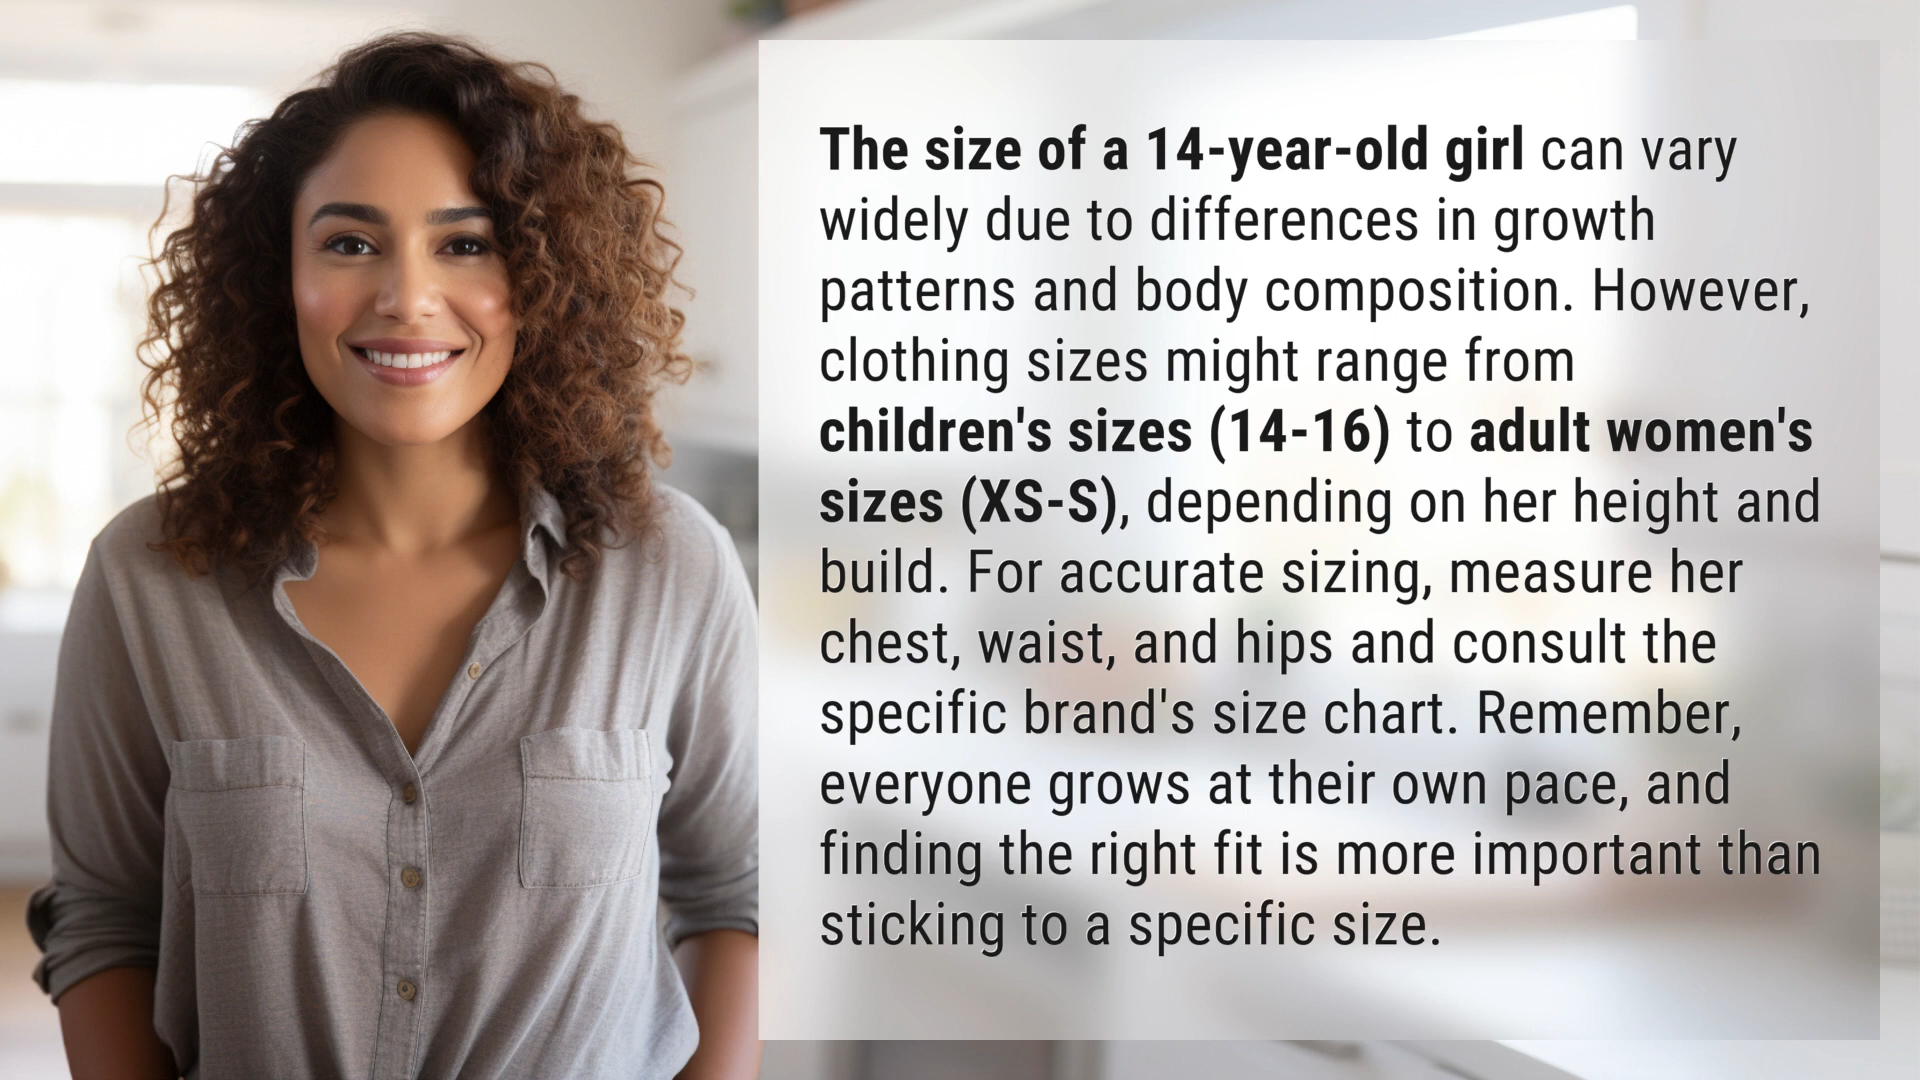 The size of a 14-year-old girl can vary
widely due to differences in growth
patterns and body composition. However,
clothing sizes might range from
children's sizes (14-16) to adult women's
sizes (XS-S), depending on her height and
build. For accurate sizing, measure her
chest, waist, and hips and consult the
specific brand's size chart. Remember,
everyone grows at their own pace, and
finding the right fit is more important than
sticking to a specific size.